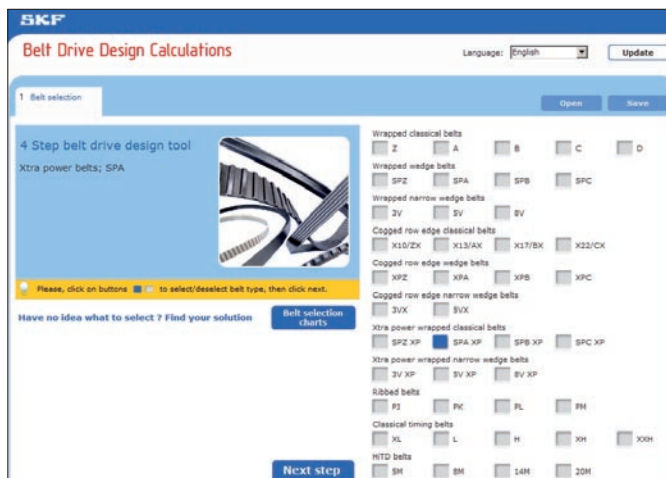 SKF
Belt Drive Design Calculations
Language: English Update
1 Belt selection
Open Save
4 Step belt drive design tool
Xtra power belts; SPA
Please, click on buttons to select/deselect belt type, then click next.
Have no idea what to select ? Find your solution
Belt selection
charts
Next step
Wrapped classical belts
Z A B C D
Wrapped wedge belts
SPZ SPA SPB SPC
Wrapped narrow wedge belts
3V 5V 8V
Cogged row edge classical belts
X10/ZX X13/AX X17/BX X22/CX
Cogged row edge wedge belts
XPZ XPA XPB XPC
Cogged row edge narrow wedge belts
3VX 5VX
Xtra power wrapped classical belts
SPZ XP SPA XP SPB XP SPC XP
Xtra power wrapped narrow wedge belts
3V XP 5V XP 8V XP
Ribbed belts
PJ PK PL PM
Classical timing belts
XL L H XH XXH
HiTD belts
5M 8M 14M 20M